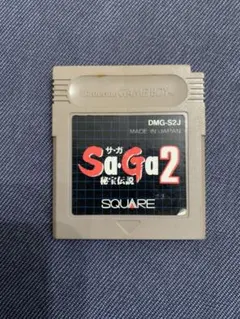 Nintendo GAME BOY
DMG-S2J
MADE IN JAPAN
サ・ガ
Sa・Ga2
秘宝伝説
SQUARE